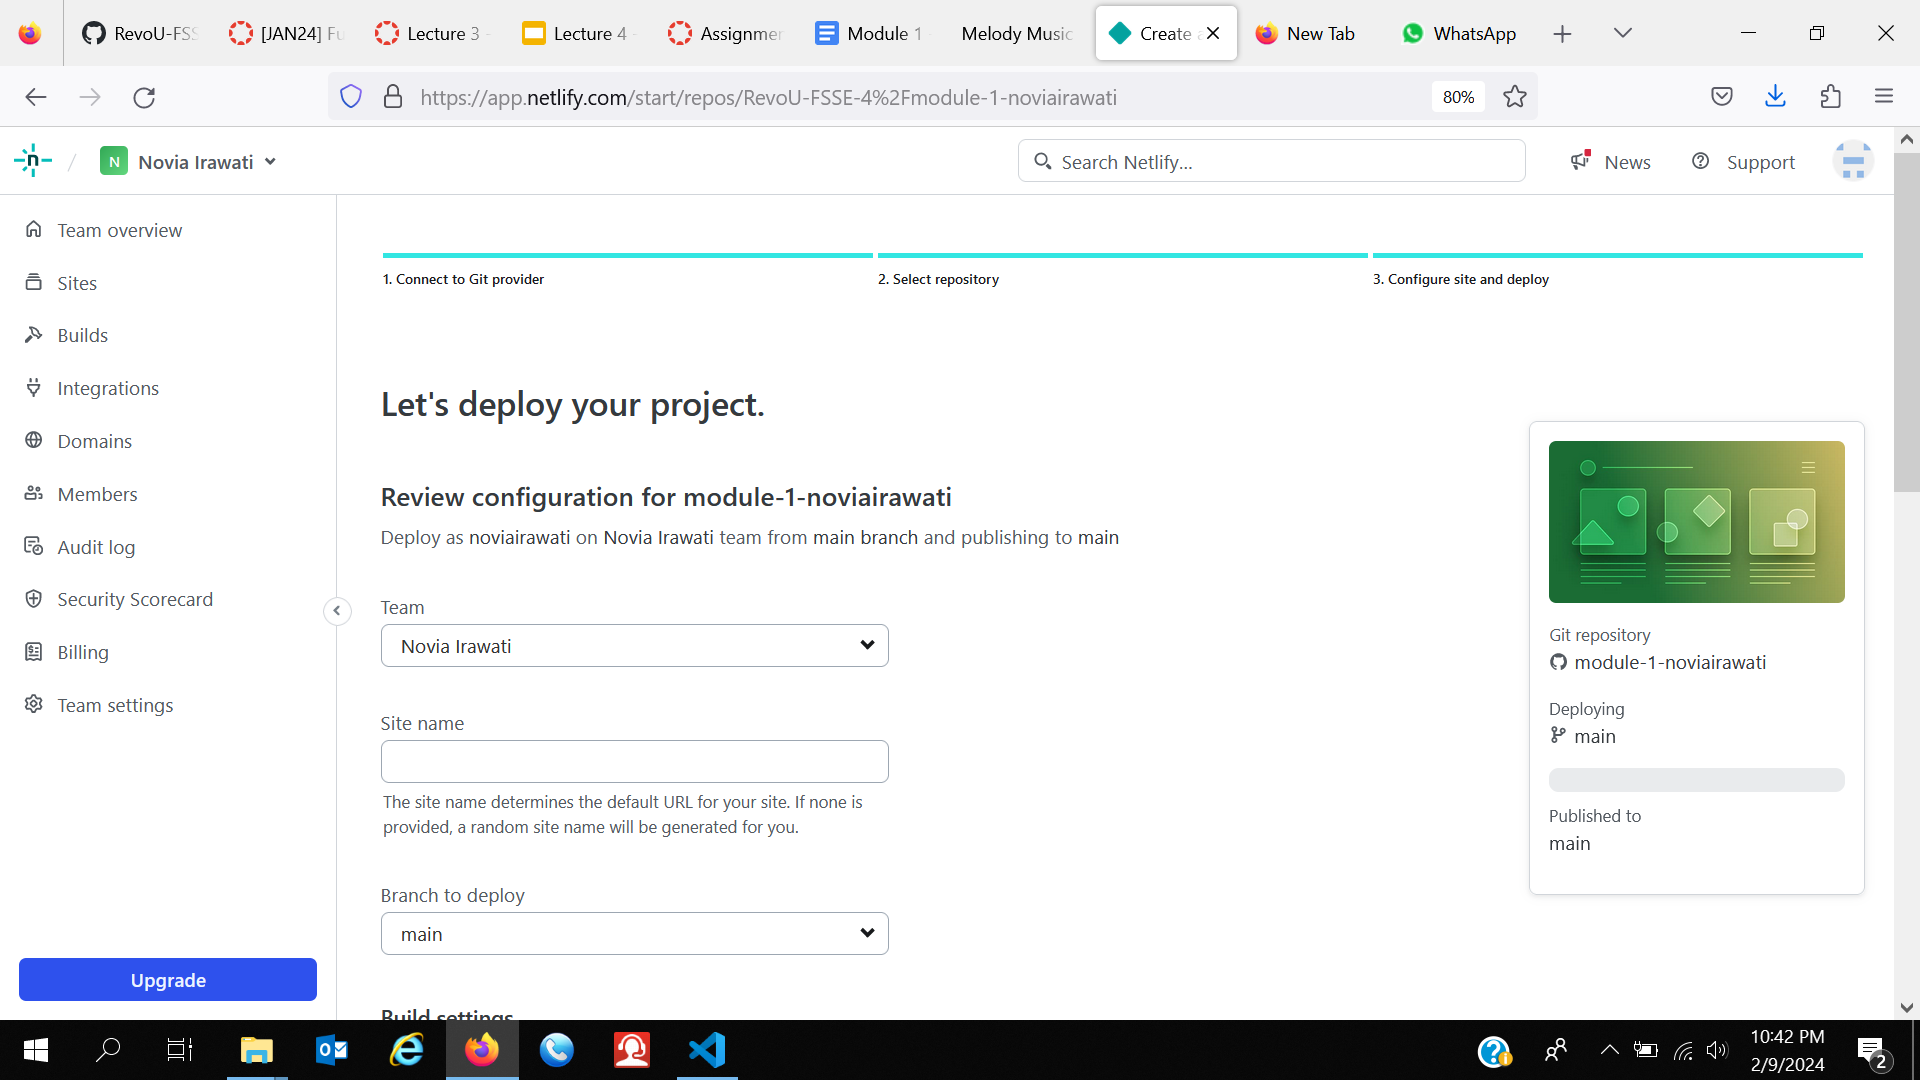 RevoU-FSS
[JAN24] Fu
Lecture 3
Lecture 4
Assignmen
Module 1
Melody Music
Create a
New Tab
WhatsApp
https://app.netlify.com/start/repos/RevoU-FSSE-4%2Fmodule-1-noviairawati
80%
n
/
N
Novia Irawati
Search Netlify...
News
Support
Team overview
Sites
Builds
Integrations
Domains
Members
Audit log
Security Scorecard
Billing
Team settings
Upgrade
1. Connect to Git provider
2. Select repository
3. Configure site and deploy
Let's deploy your project.
Review configuration for module-1-noviairawati
Deploy as noviairawati on Novia Irawati team from main branch and publishing to main
Team
Novia Irawati
Site name
The site name determines the default URL for your site. If none is
provided, a random site name will be generated for you.
Branch to deploy
main
Build settings
Git repository
module-1-noviairawati
Deploying
main
Published to
main
10:42 PM
2/9/2024
2